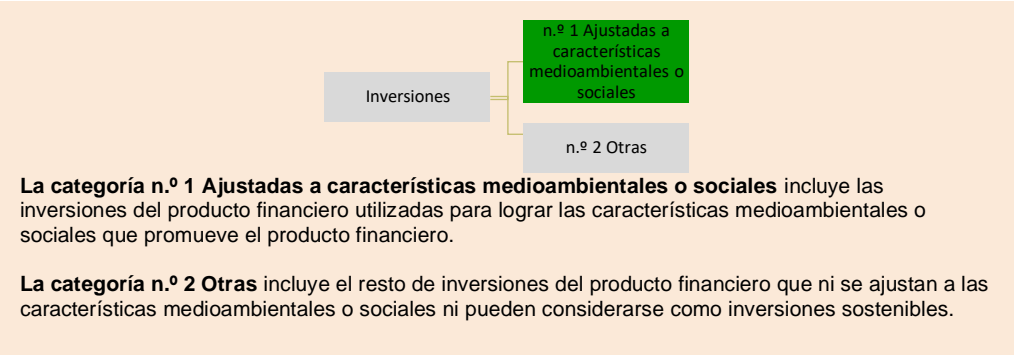 n.º 1 Ajustadas a
características
medioambientales o
sociales
Inversiones
n.º 2 Otras
La categoría n.º 1 Ajustadas a características medioambientales o sociales incluye las
inversiones del producto financiero utilizadas para lograr las características medioambientales o
sociales que promueve el producto financiero.
La categoría n.º 2 Otras incluye el resto de inversiones del producto financiero que ni se ajustan a las
características medioambientales o sociales ni pueden considerarse como inversiones sostenibles.